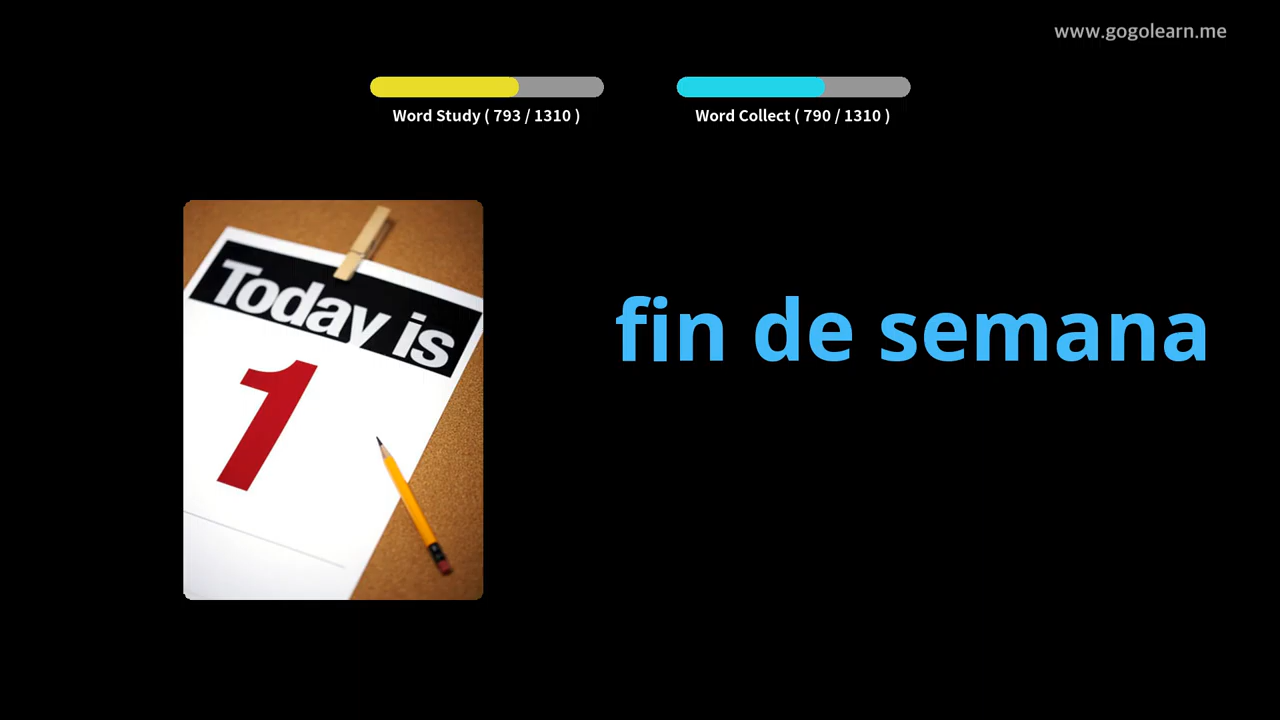 www.gogolearn.me
Word Study ( 793 / 1310 )
Word Collect ( 790 / 1310 )
Today is
1
fin de semana